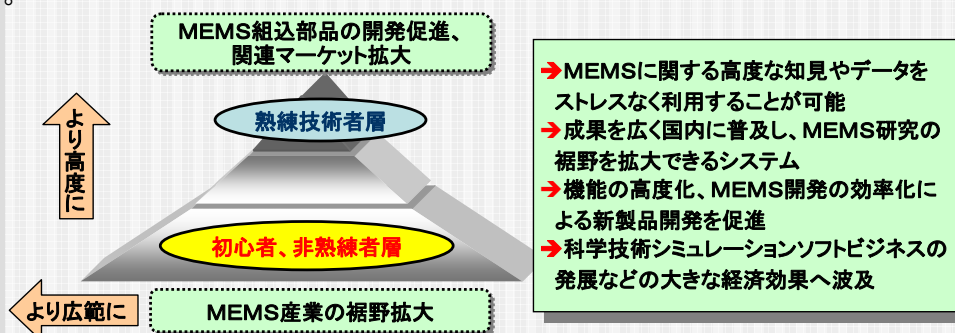 。
MEMS組込部品の開発促進、
関連マーケット拡大
より高度に
熟練技術者層
初心者、非熟練者層
より広範に
MEMS産業の裾野拡大
➔MEMSに関する高度な知見やデータを
ストレスなく利用することが可能
➔成果を広く国内に普及し、MEMS研究の
裾野を拡大できるシステム
➔機能の高度化、MEMS開発の効率化に
よる新製品開発を促進
➔科学技術シミュレーションソフトビジネスの
発展などの大きな経済効果へ波及